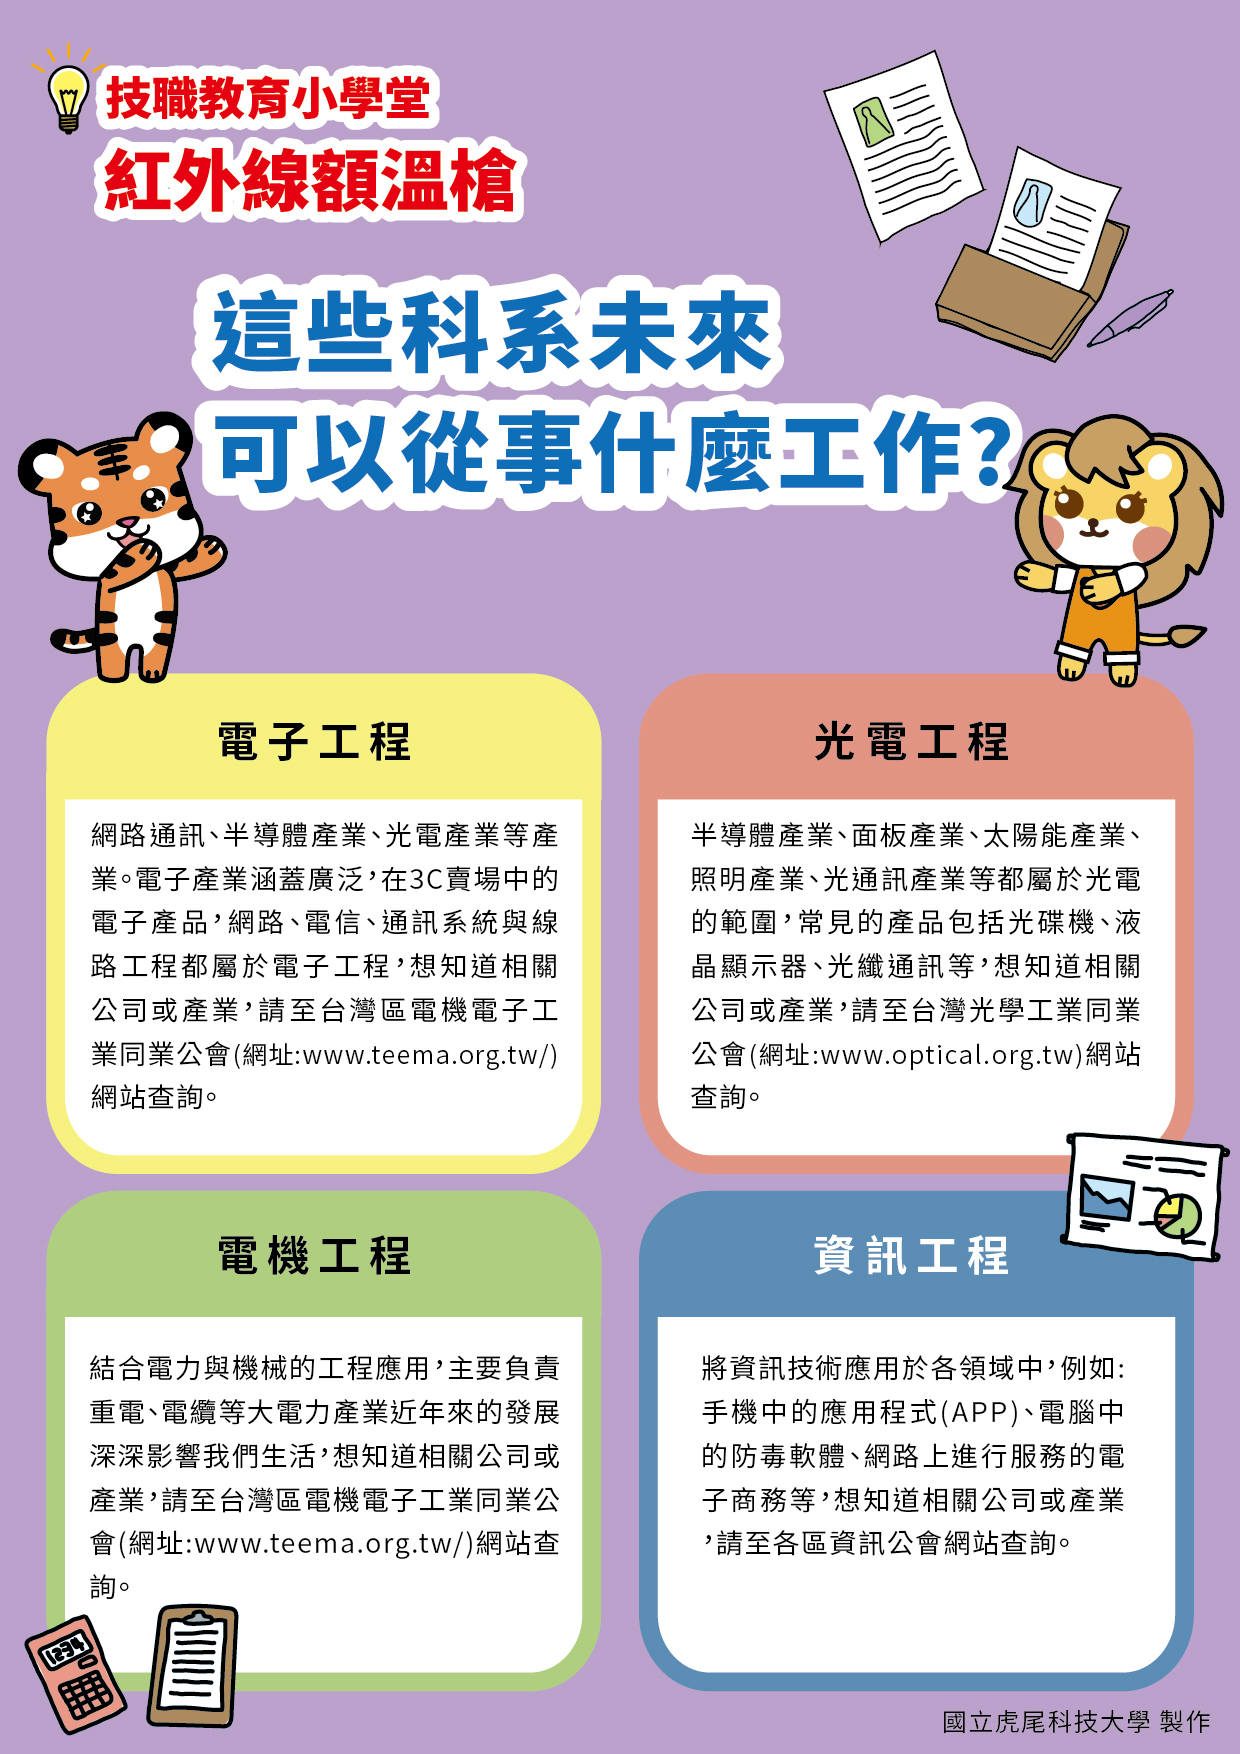 技職教育小學堂
紅外線額溫槍
這些科系未來
可以從事什麼工作?
電子工程
網路通訊、半導體產業、光電產業等產
業。電子產業涵蓋廣泛，在3C賣場中的
電子產品，網路、電信、通訊系統與線
路工程都屬於電子工程，想知道相關
公司或產業，請至台灣區電機電子工
業同業公會(網址:www.teema.org.tw/)
網站查詢。
光電工程
半導體產業、面板產業、太陽能產業、
照明產業、光通訊產業等都屬於光電
的範圍，常見的產品包括光碟機、液
晶顯示器、光纖通訊等，想知道相關
公司或產業，請至台灣光學工業同業
公會(網址:www.optical.org.tw)網站
查詢。
電機工程
結合電力與機械的工程應用，主要負責
重電、電纜等大電力產業近年來的發展
深深影響我們生活，想知道相關公司或
產業，請至台灣區電機電子工業同業公
會(網址:www.teema.org.tw/)網站查
詢。
資訊工程
將資訊技術應用於各領域中，例如:
手機中的應用程式(APP)、電腦中
的防毒軟體、網路上進行服務的電
子商務等，想知道相關公司或產業
，請至各區資訊公會網站查詢。
1234
國立虎尾科技大學 製作